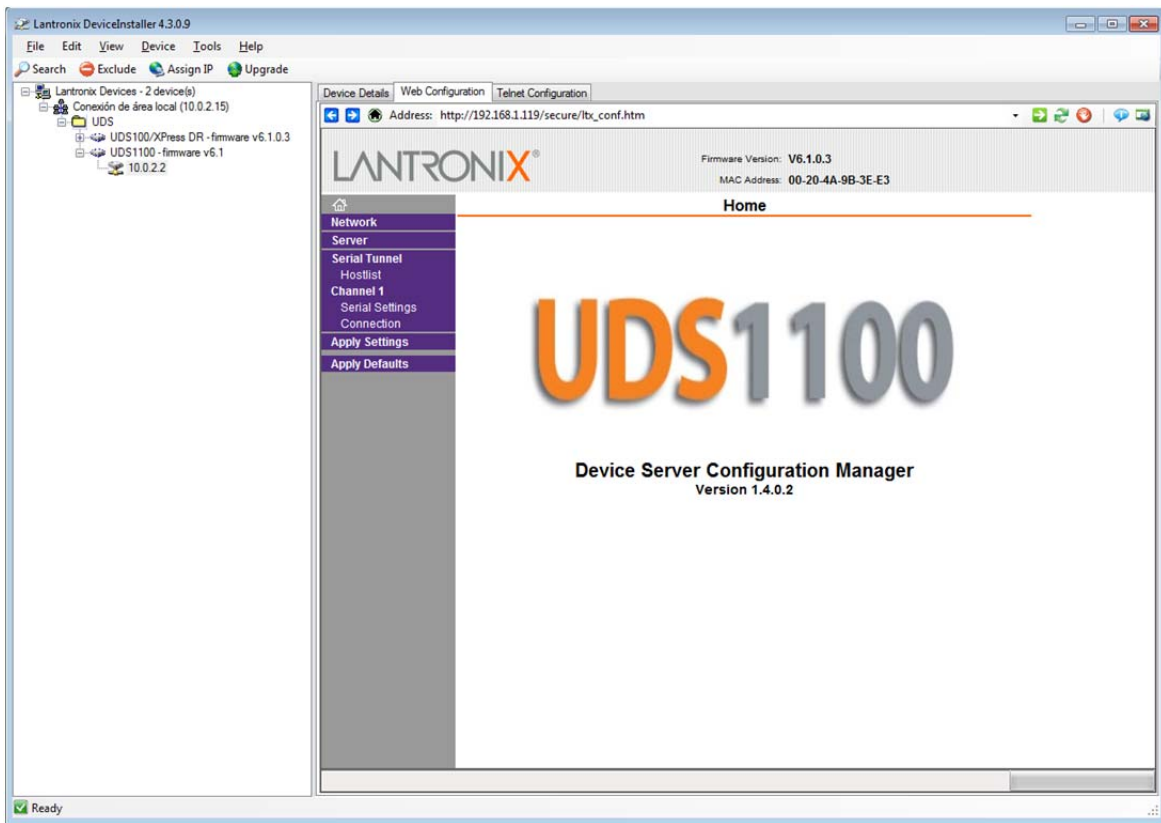 Lantronix DeviceInstaller 4.3.0.9
File Edit View Device Tools Help
Search Exclude Assign IP Upgrade
Lantronix Devices - 2 device(s)
Conexión de área local (10.0.2.15)
UDS
UDS100/XPress DR - firmware v6.1.0.3
UDS1100 - firmware v6.1
10.0.2.2
Device Details Web Configuration Telnet Configuration
Address: http://192.168.1.119/secure/ltx_conf.htm
LANTRONIX®
Firmware Version: V6.1.0.3
MAC Address: 00-20-4A-9B-3E-E3
Home
Network
Server
Serial Tunnel
Hostlist
Channel 1
Serial Settings
Connection
Apply Settings
Apply Defaults
UDS1100
Device Server Configuration Manager
Version 1.4.0.2
Ready